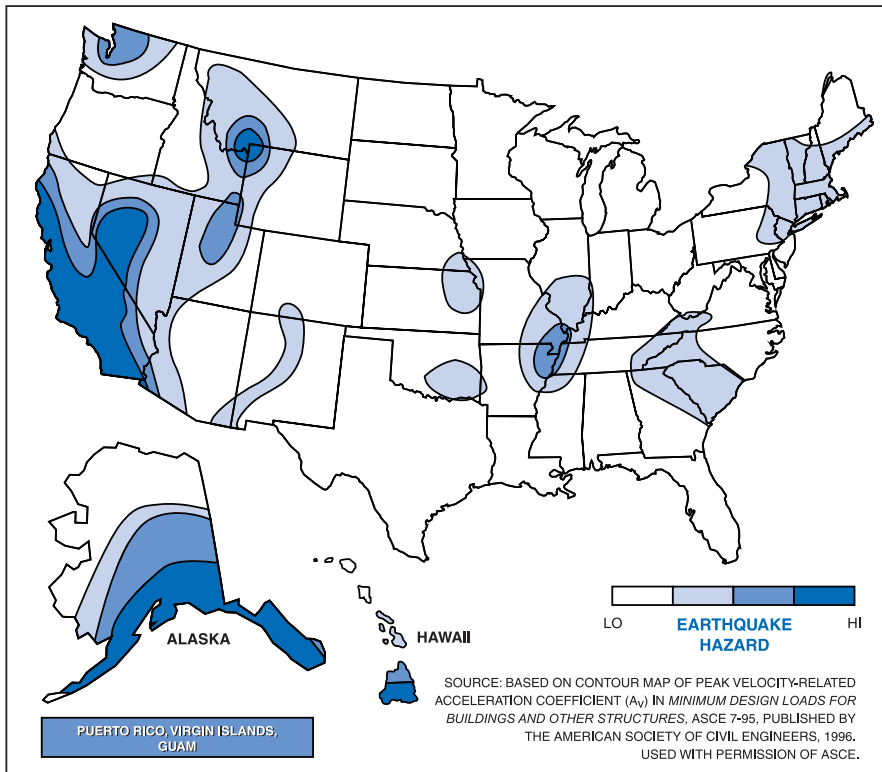 ALASKA
HAWAII
LO
EARTHQUAKE
HAZARD
HI
PUERTO RICO, VIRGIN ISLANDS,
GUAM
SOURCE: BASED ON CONTOUR MAP OF PEAK VELOCITY-RELATED
ACCELERATION COEFFICIENT (AV) IN MINIMUM DESIGN LOADS FOR
BUILDINGS AND OTHER STRUCTURES, ASCE 7-95, PUBLISHED BY
THE AMERICAN SOCIETY OF CIVIL ENGINEERS, 1996.
USED WITH PERMISSION OF ASCE.